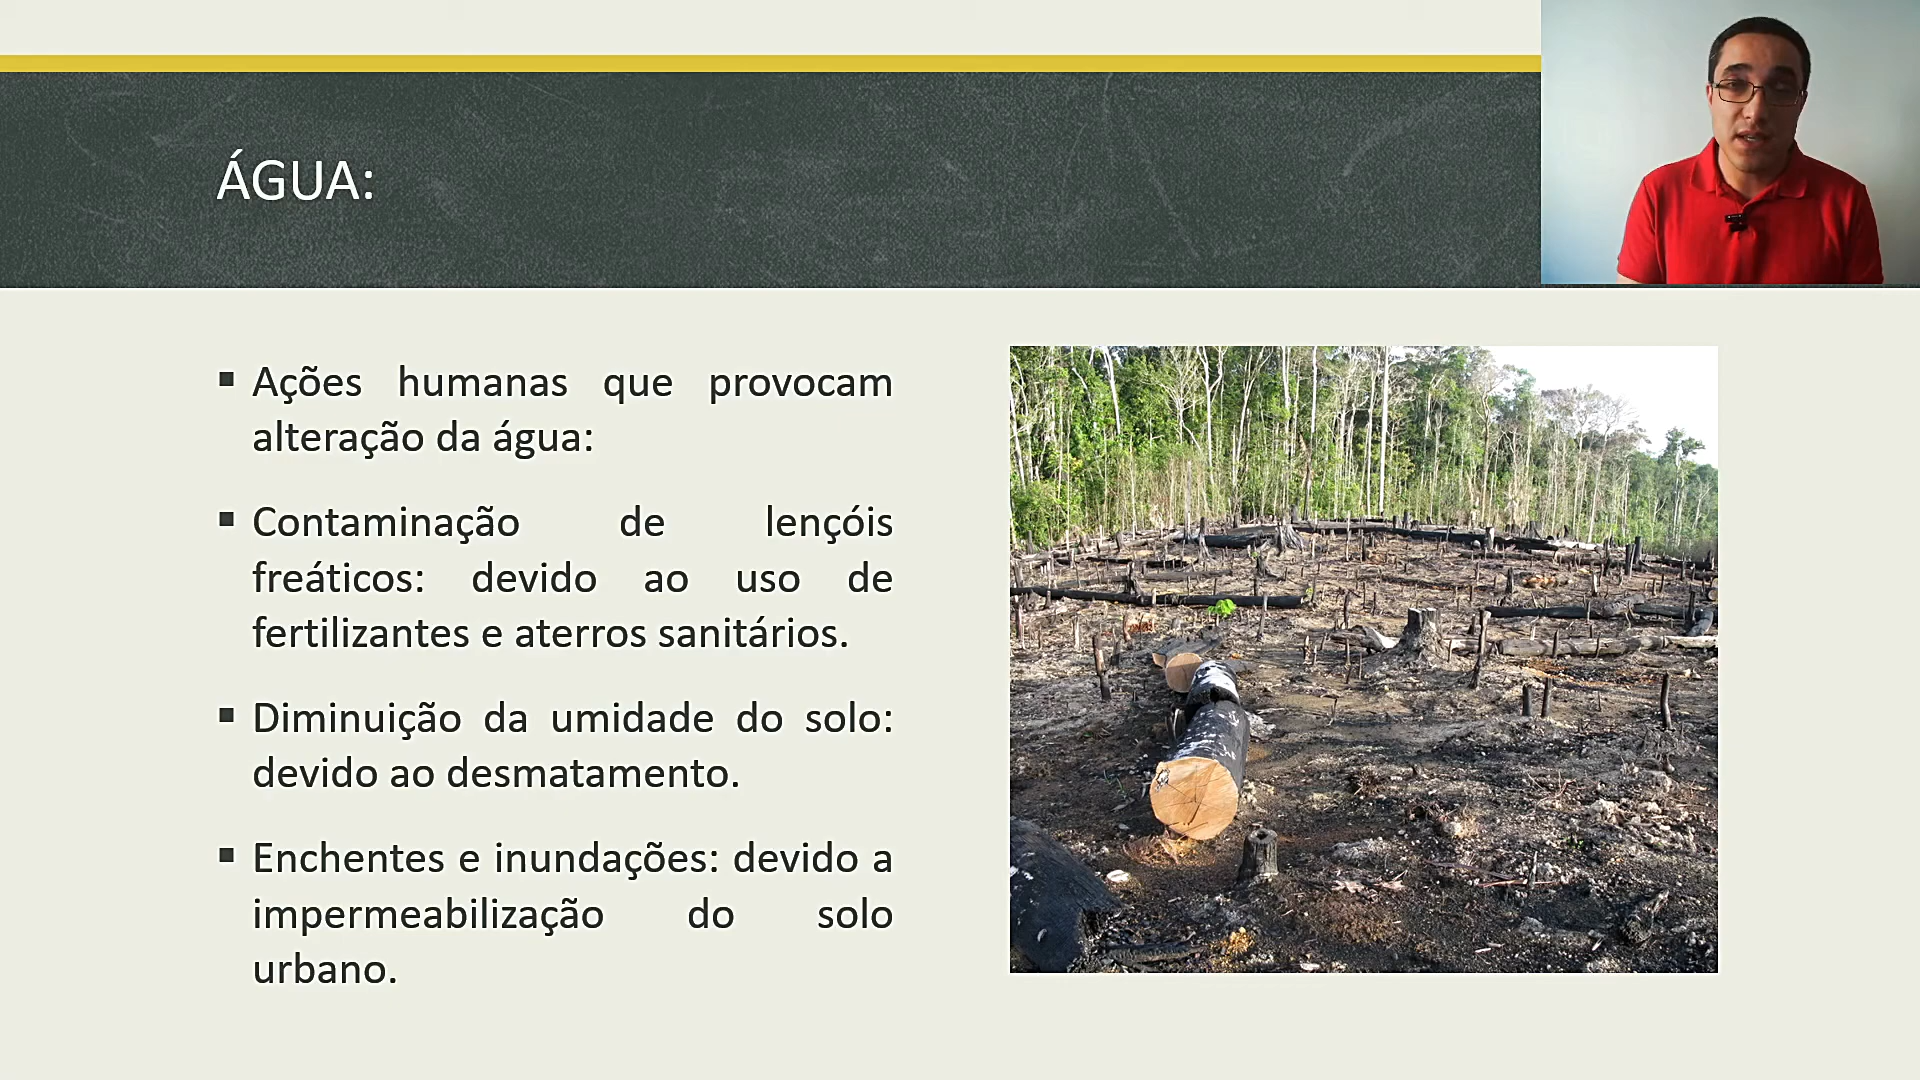 ÁGUA:
▪ Ações humanas que provocam
alteração da água:
▪ Contaminação de lençóis
freáticos: devido ao uso de
fertilizantes e aterros sanitários.
▪ Diminuição da umidade do solo:
devido ao desmatamento.
▪ Enchentes e inundações: devido a
impermeabilização do solo
urbano.